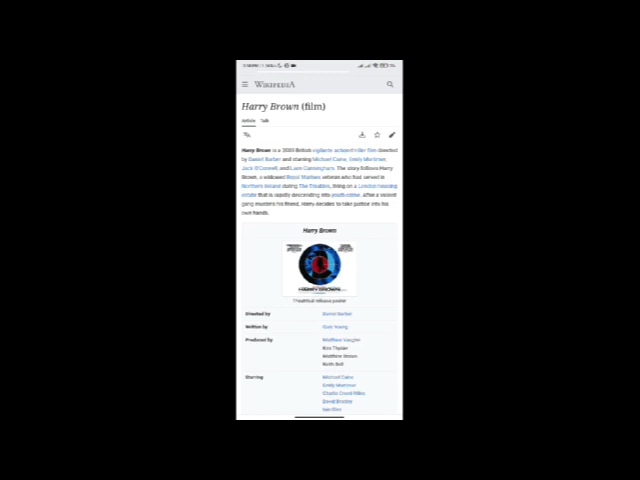 WIKIPEDIA
Harry Brown (film)
Article Talk
Harry Brown is a 2009 British vigilante action thriller film directed
by Daniel Barber and starring Michael Caine, Emily Mortimer,
Jack O'Connell, and Liam Cunningham. The story follows Harry
Brown, a widowed Royal Marines veteran who had served in
Northern Ireland during The Troubles, living on a London housing
estate that is rapidly descending into youth crime. After a violent
gang murders his friend, Harry decides to take justice into his
own hands.
Harry Brown
HARRY BROWN
Theatrical release poster
Directed by Daniel Barber
Written by Gary Young
Produced by Matthew Vaughn
Kris Thykier
Matthew Brown
Keith Bell
Starring Michael Caine
Emily Mortimer
Charlie Creed-Miles
David Bradley
Iain Glen